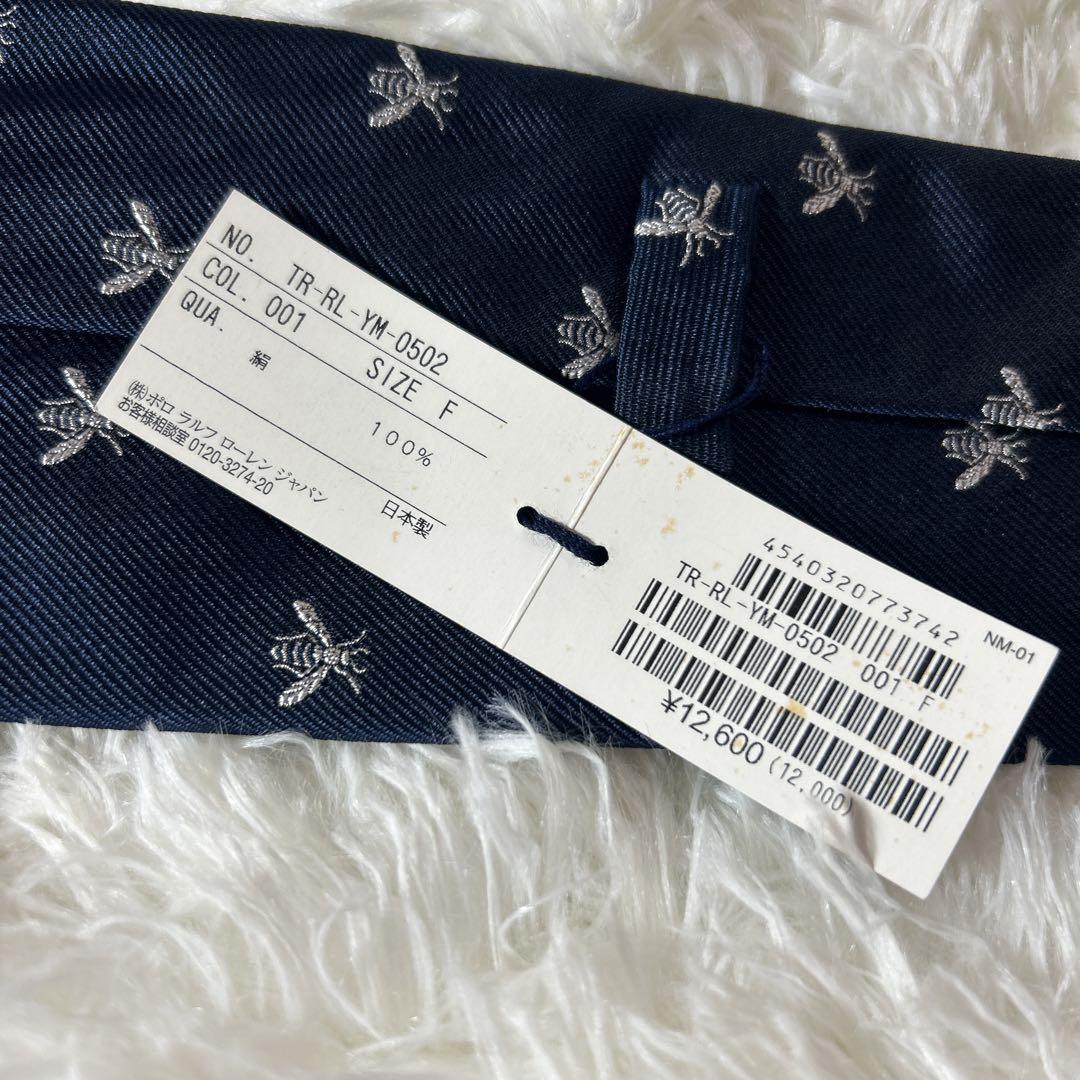 NO. TR-RL-YM-0502
COL. 001 SIZE F
QUA.
絹 100%
日本製
(株)ポロ ラルフ ローレン ジャパン
お客様相談室 0120-3274-20
4540320773742
NM-01
TR-RL-YM-0502 001 F
¥12,600 (12,000)